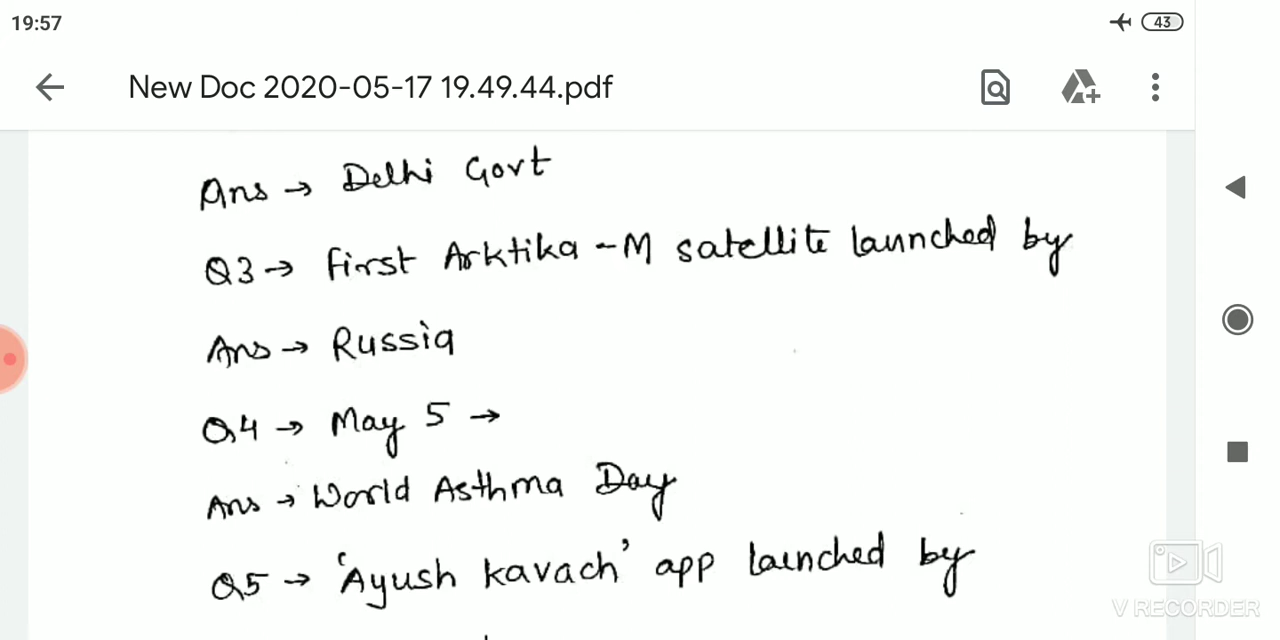 19:57
43
New Doc 2020-05-17 19.49.44.pdf
Ans → Delhi Govt
Q3 → first Arktika -M satellite launched by
Ans → Russia
Q4 → May 5 →
Ans → World Asthma Day
Q5 → 'Ayush kavach' app launched by
V RECORDER